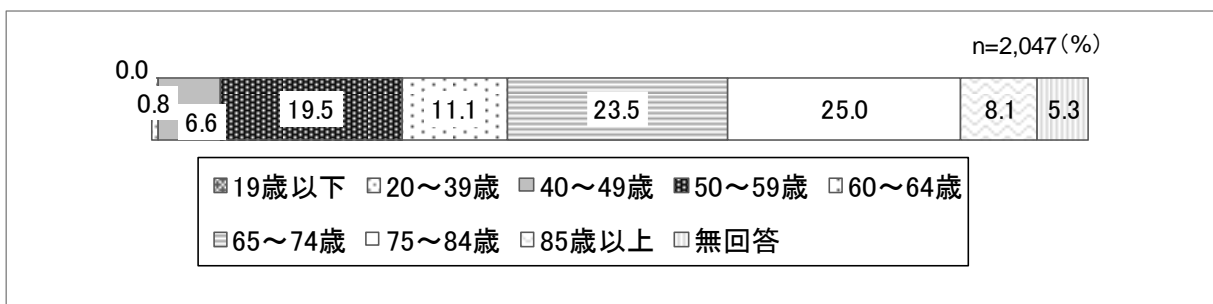 n=2,047(%)
0.0
0.8 6.6 19.5 11.1 23.5 25.0 8.1 5.3
19歳以下 20～39歳 40～49歳 50～59歳 60～64歳
65～74歳 75～84歳 85歳以上 無回答